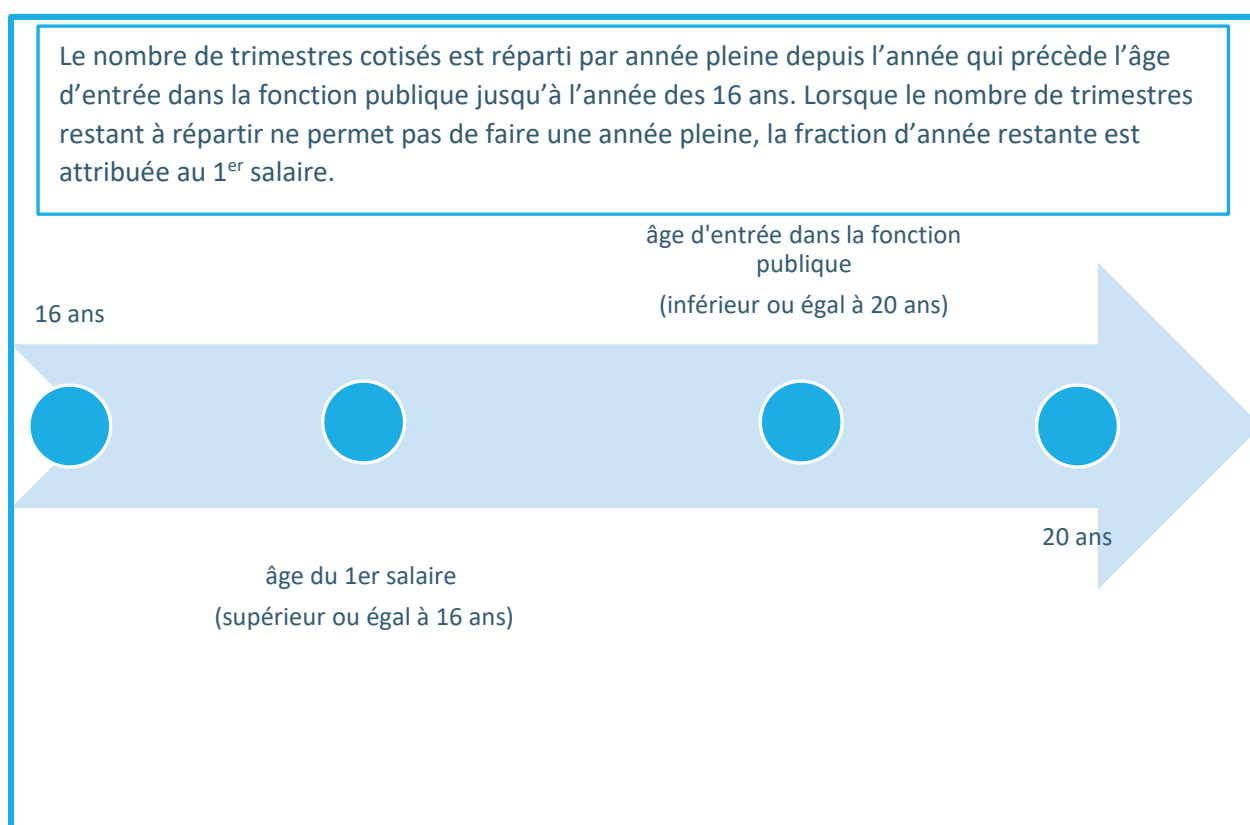 Le nombre de trimestres cotisés est réparti par année pleine depuis l’année qui précède l’âge
d’entrée dans la fonction publique jusqu’à l’année des 16 ans. Lorsque le nombre de trimestres
restant à répartir ne permet pas de faire une année pleine, la fraction d’année restante est
attribuée au 1er salaire.
âge d'entrée dans la fonction
publique
(inférieur ou égal à 20 ans)
16 ans
20 ans
âge du 1er salaire
(supérieur ou égal à 16 ans)